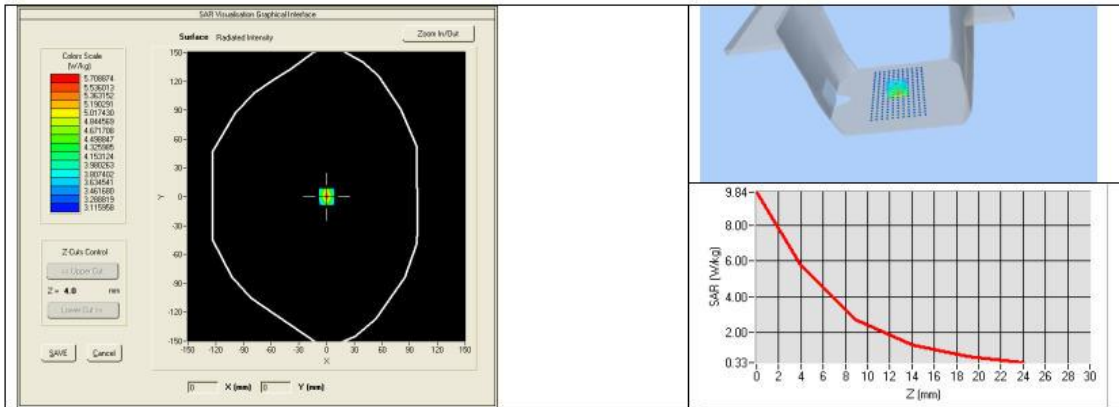 SAR Visualisation Graphical Interface
Surface Radiated Intensity
Zoom In/Out
Colors Scale
(W/kg)
5.708874
5.536013
5.363152
5.190291
5.017430
4.844569
4.671708
4.498847
4.325985
4.153124
3.980263
3.807402
3.634541
3.461680
3.288819
3.115958
Z-Cuts Control
<< Upper Cut
Z = 4.0 mm
Lower Cut >>
SAVE Cancel
150
120
90
60
30
0
-30
-60
-90
-120
-150
Y
-150 -120 -90 -60 -30 0 30 60 90 120 150
X
0 X (mm) 0 Y (mm)
9.84
8.00
6.00
4.00
2.00
0.33
SAR (W/kg)
0 2 4 6 8 10 12 14 16 18 20 22 24 26 28 30
Z (mm)